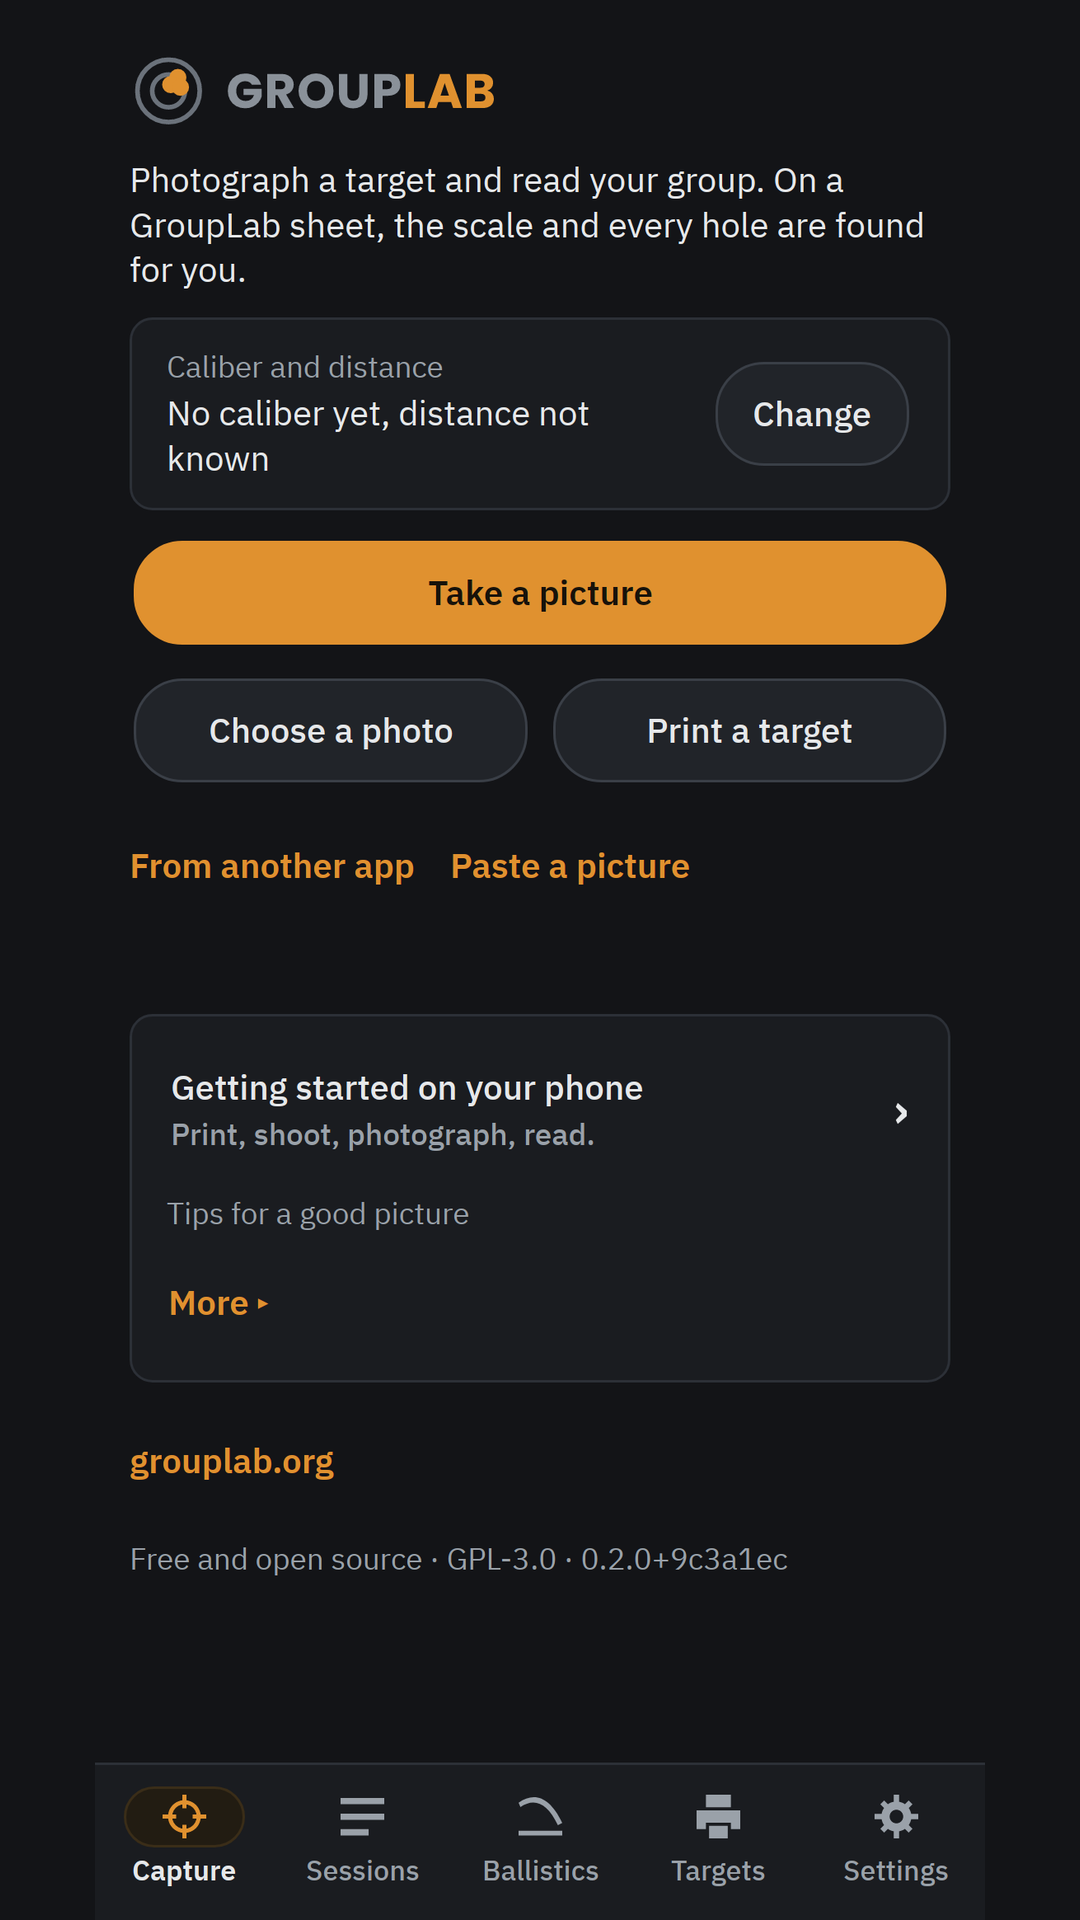 GROUPLAB
Photograph a target and read your group. On a
GroupLab sheet, the scale and every hole are found
for you.
Caliber and distance
No caliber yet, distance not
known
Change
Take a picture
Choose a photo
Print a target
From another app
Paste a picture
Getting started on your phone
Print, shoot, photograph, read.
›
Tips for a good picture
More ▸
grouplab.org
Free and open source · GPL-3.0 · 0.2.0+9c3a1ec
Capture
Sessions
Ballistics
Targets
Settings